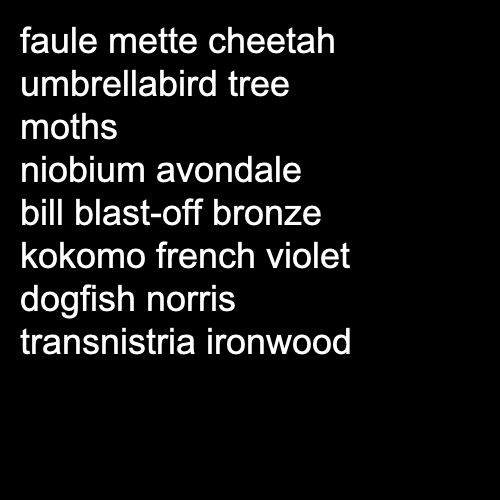 faule mette cheetah
umbrellabird tree
moths
niobium avondale
bill blast-off bronze
kokomo french violet
dogfish norris
transnistria ironwood